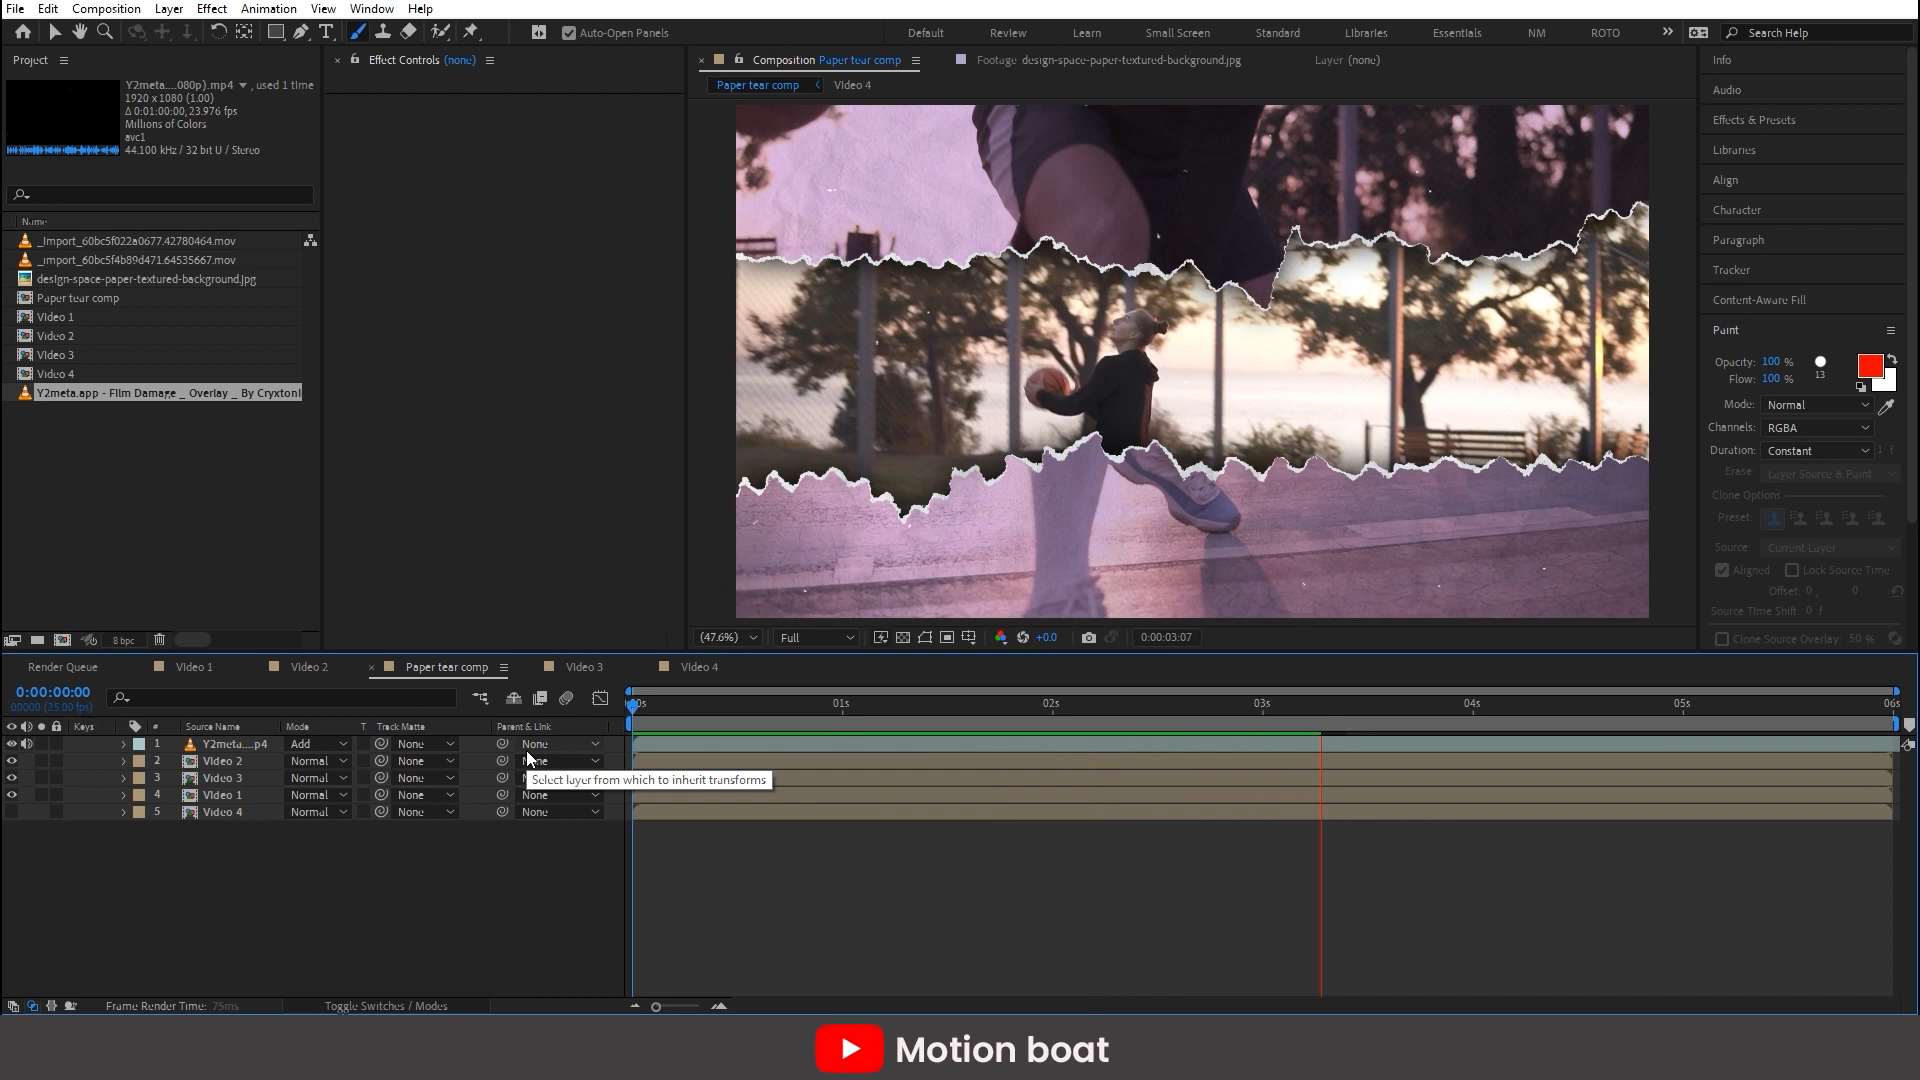 File Edit Composition Layer Effect Animation View Window Help
Auto-Open Panels
Default Review Learn Small Screen Standard Libraries Essentials NM ROTO
Search Help
Project
Effect Controls (none)
Composition Paper tear comp
Footage design-space-paper-textured-background.jpg
Layer (none)
Paper tear comp
Video 4
Y2meta....080p).mp4 , used 1 time
1920 x 1080 (1.00)
Δ 0:01:00:00, 23.976 fps
Millions of Colors
avc1
44.100 kHz / 32 bit U / Stereo
Name
_import_60bc5f022a0677.42780464.mov
_import_60bc5f4b89d471.64535667.mov
design-space-paper-textured-background.jpg
Paper tear comp
Video 1
Video 2
Video 3
Video 4
Y2meta.app - Film Damage _ Overlay _ By Cryxton
8 bpc
Info
Audio
Effects & Presets
Libraries
Align
Character
Paragraph
Tracker
Content-Aware Fill
Paint
Opacity: 100 %
Flow: 100 %
13
Mode: Normal
Channels: RGBA
Duration: Constant 1 f
Erase: Layer Source & Paint
Clone Options
Preset:
Source: Current Layer
Aligned Lock Source Time
Offset: 0 , 0
Source Time Shift: 0 f
Clone Source Overlay: 50 %
(47.6%) Full +0.0 0:00:03:07
Render Queue Video 1 Video 2 Paper tear comp Video 3 Video 4
0:00:00:00
00000 (25.00 fps)
01s 02s 03s 04s 05s 06s
Keys # Source Name Mode T Track Matte Parent & Link
1 Y2meta....p4 Add None None
2 Video 2 Normal None
3 Video 3 Normal None
Select layer from which to inherit transforms
4 Video 1 Normal None None
5 Video 4 Normal None None
Frame Render Time: 75ms
Toggle Switches / Modes
Motion boat